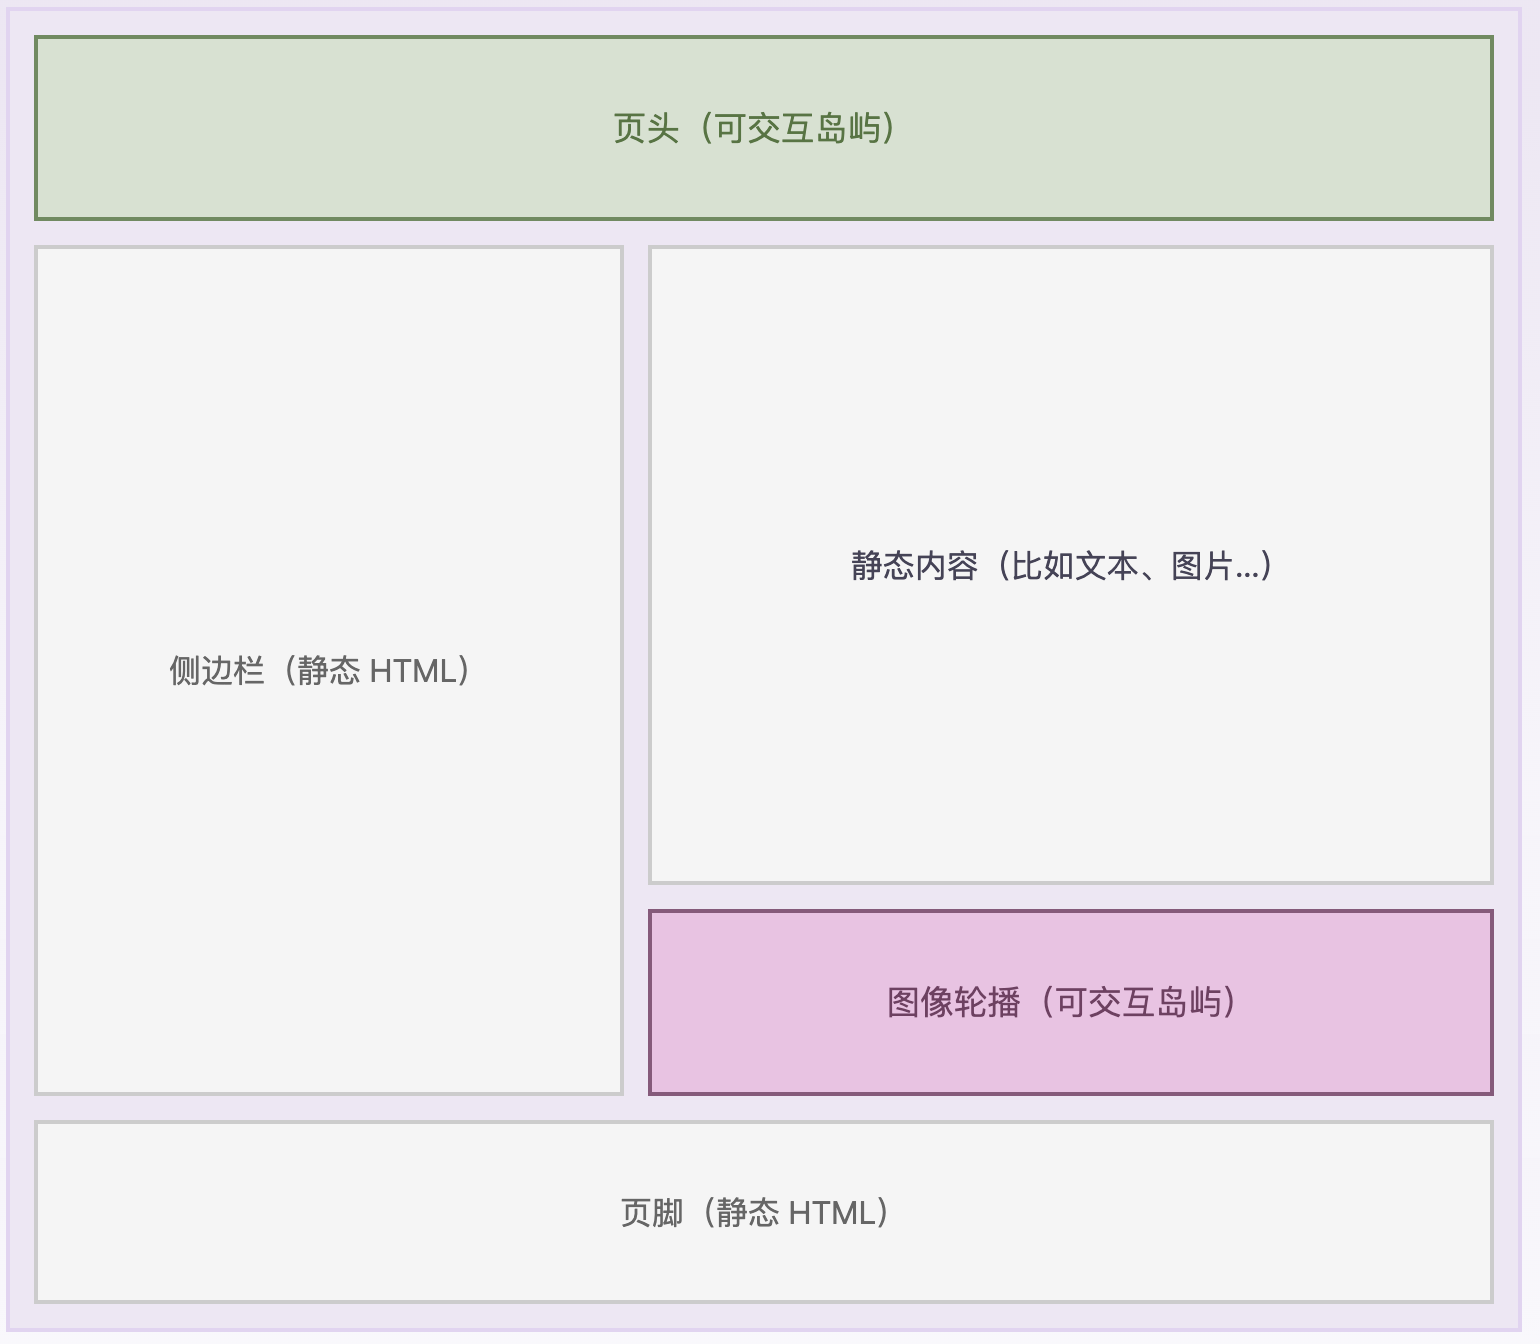 页头（可交互岛屿）
侧边栏（静态 HTML）
静态内容（比如文本、图片...）
图像轮播（可交互岛屿）
页脚（静态 HTML）